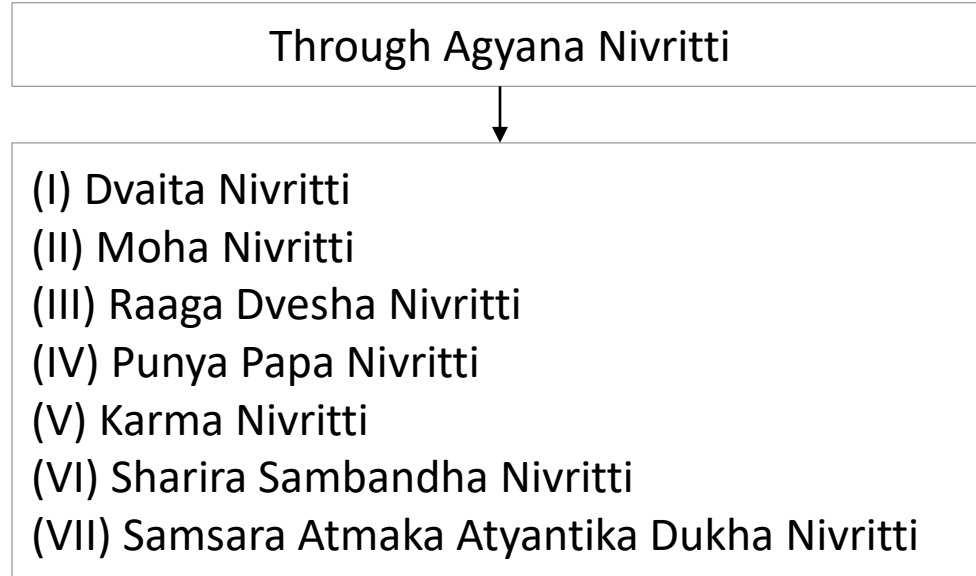 Through Agyana Nivritti
(I) Dvaita Nivritti
(II) Moha Nivritti
(III) Raaga Dvesha Nivritti
(IV) Punya Papa Nivritti
(V) Karma Nivritti
(VI) Sharira Sambandha Nivritti
(VII) Samsara Atmaka Atyantika Dukha Nivritti